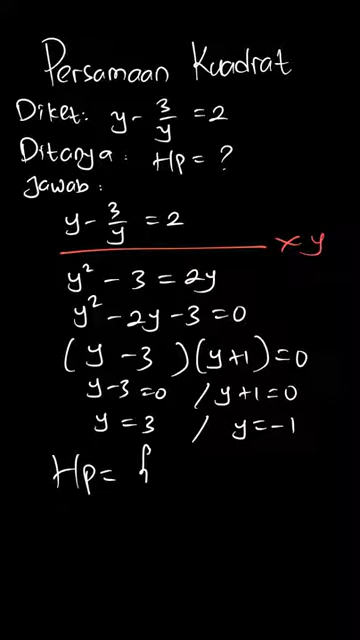 Persamaan Kuadrat
Diket: y - 3/y = 2
Ditanya: Hp = ?
Jawab:
y - 3/y = 2
× y
y² - 3 = 2y
y² - 2y - 3 = 0
(y - 3)(y + 1) = 0
y - 3 = 0 / y + 1 = 0
y = 3 / y = -1
Hp = {